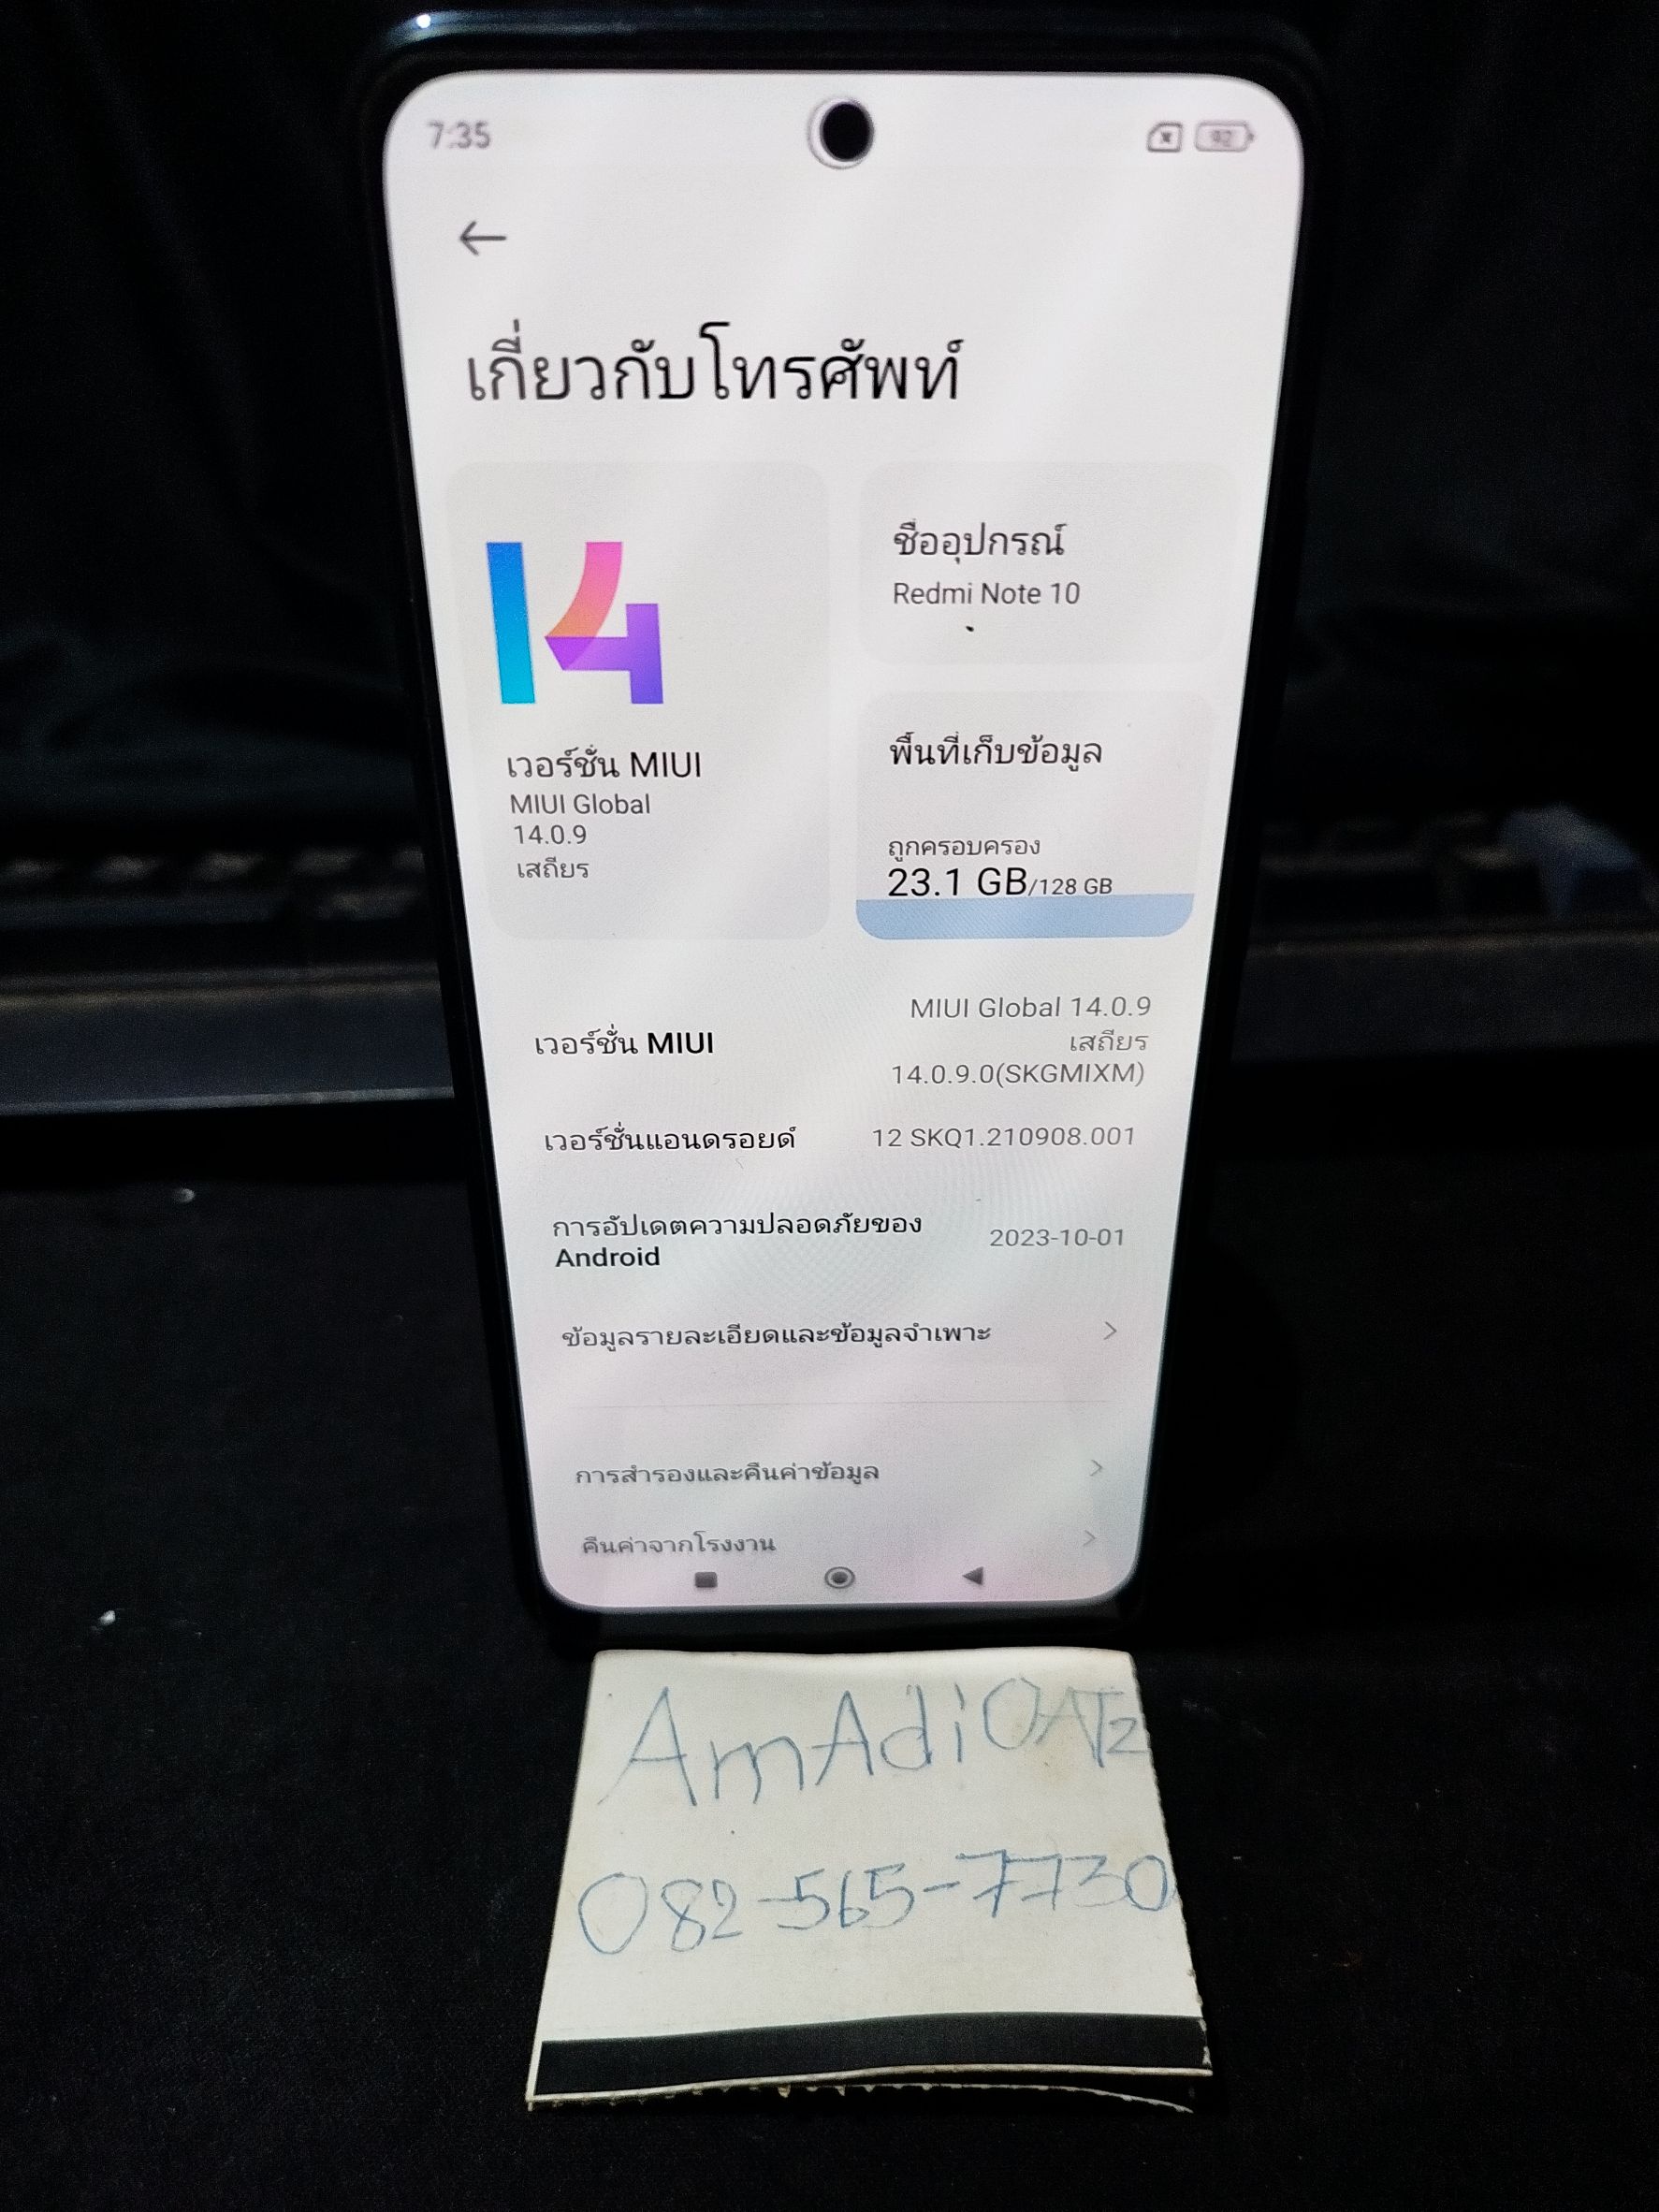 7:35
92
เกี่ยวกับโทรศัพท์
14
เวอร์ชั่น MIUI
MIUI Global
14.0.9
เสถียร
ชื่ออุปกรณ์
Redmi Note 10
พื้นที่เก็บข้อมูล
ถูกครอบครอง
23.1 GB/128 GB
เวอร์ชั่น MIUI
MIUI Global 14.0.9
เสถียร
14.0.9.0(SKGMIXM)
เวอร์ชั่นแอนดรอยด์
12 SKQ1.210908.001
การอัปเดตความปลอดภัยของ
Android
2023-10-01
ข้อมูลรายละเอียดและข้อมูลจำเพาะ
การสำรองและคืนค่าข้อมูล
คืนค่าจากโรงงาน
AmAdiOATz
082-565-7730